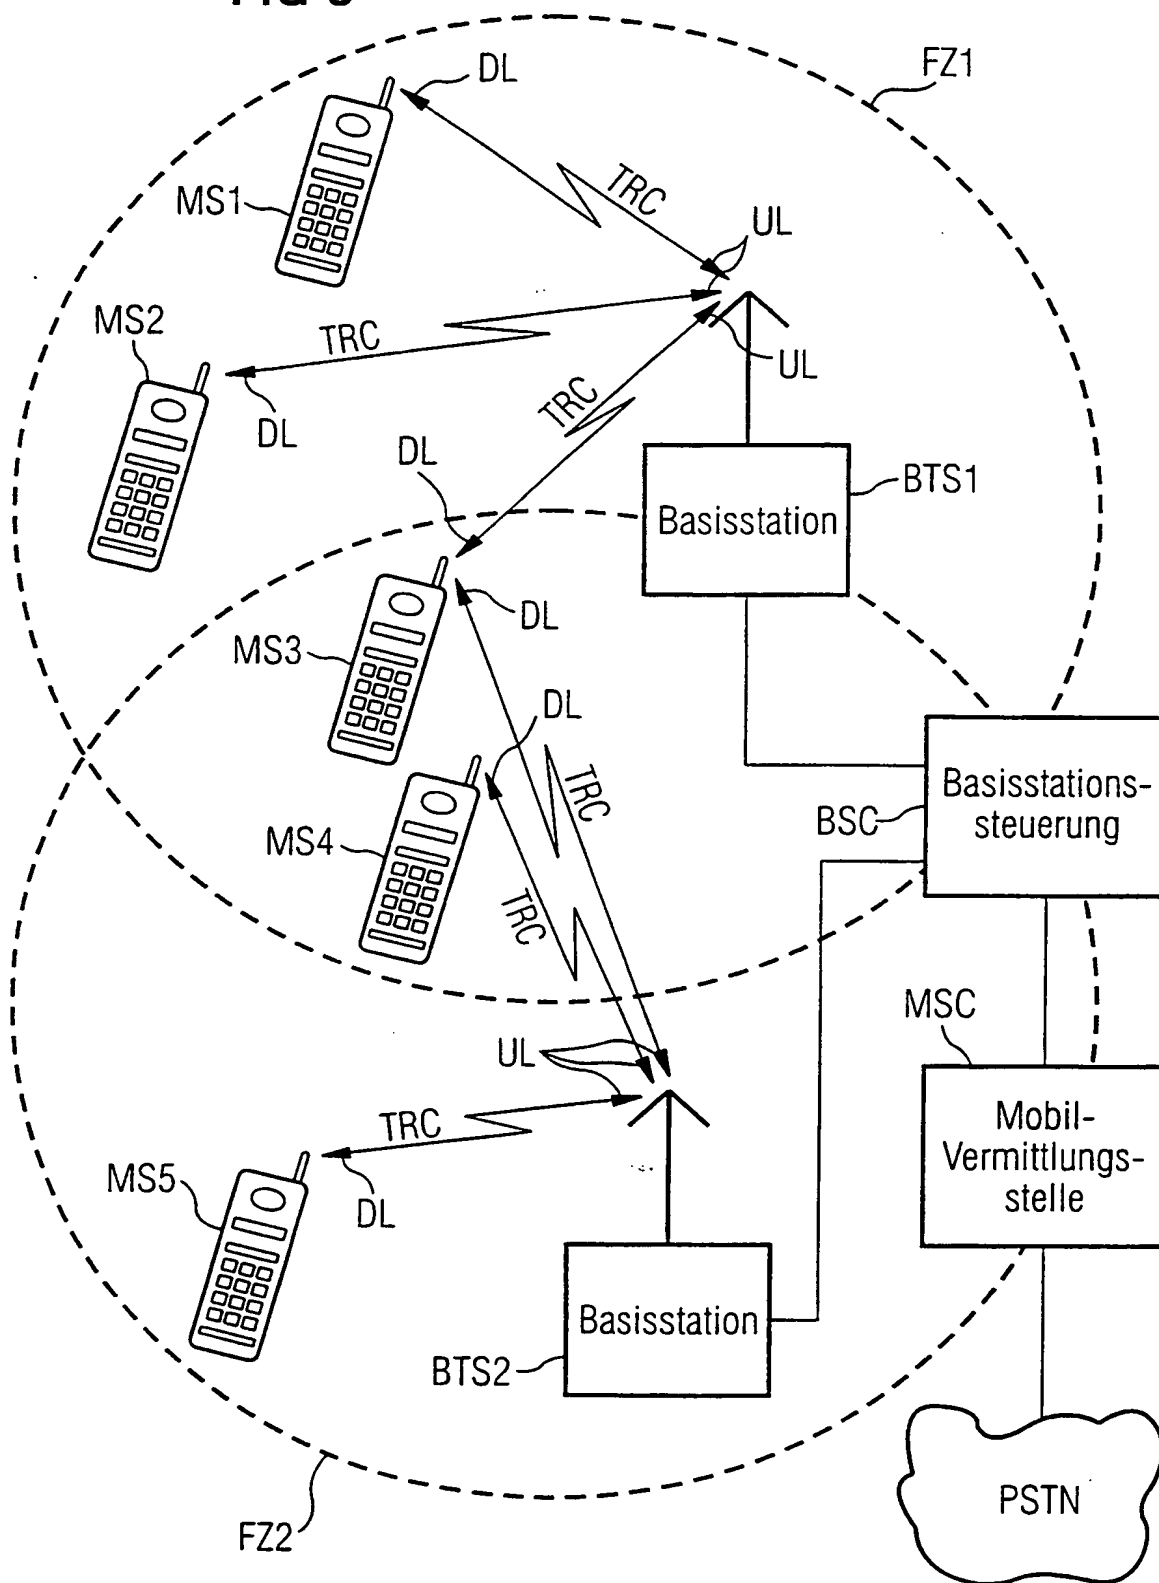 DL
FZ1
TRC
MS1
UL
MS2
TRC
UL
DL
TRC
DL
BTS1
Basisstation
DL
MS3
DL
TRC
Basisstations-
steuerung
BSC
MS4
TRC
MSC
UL
Mobil-
Vermittlungs-
stelle
TRC
MS5
DL
Basisstation
BTS2
PSTN
FZ2